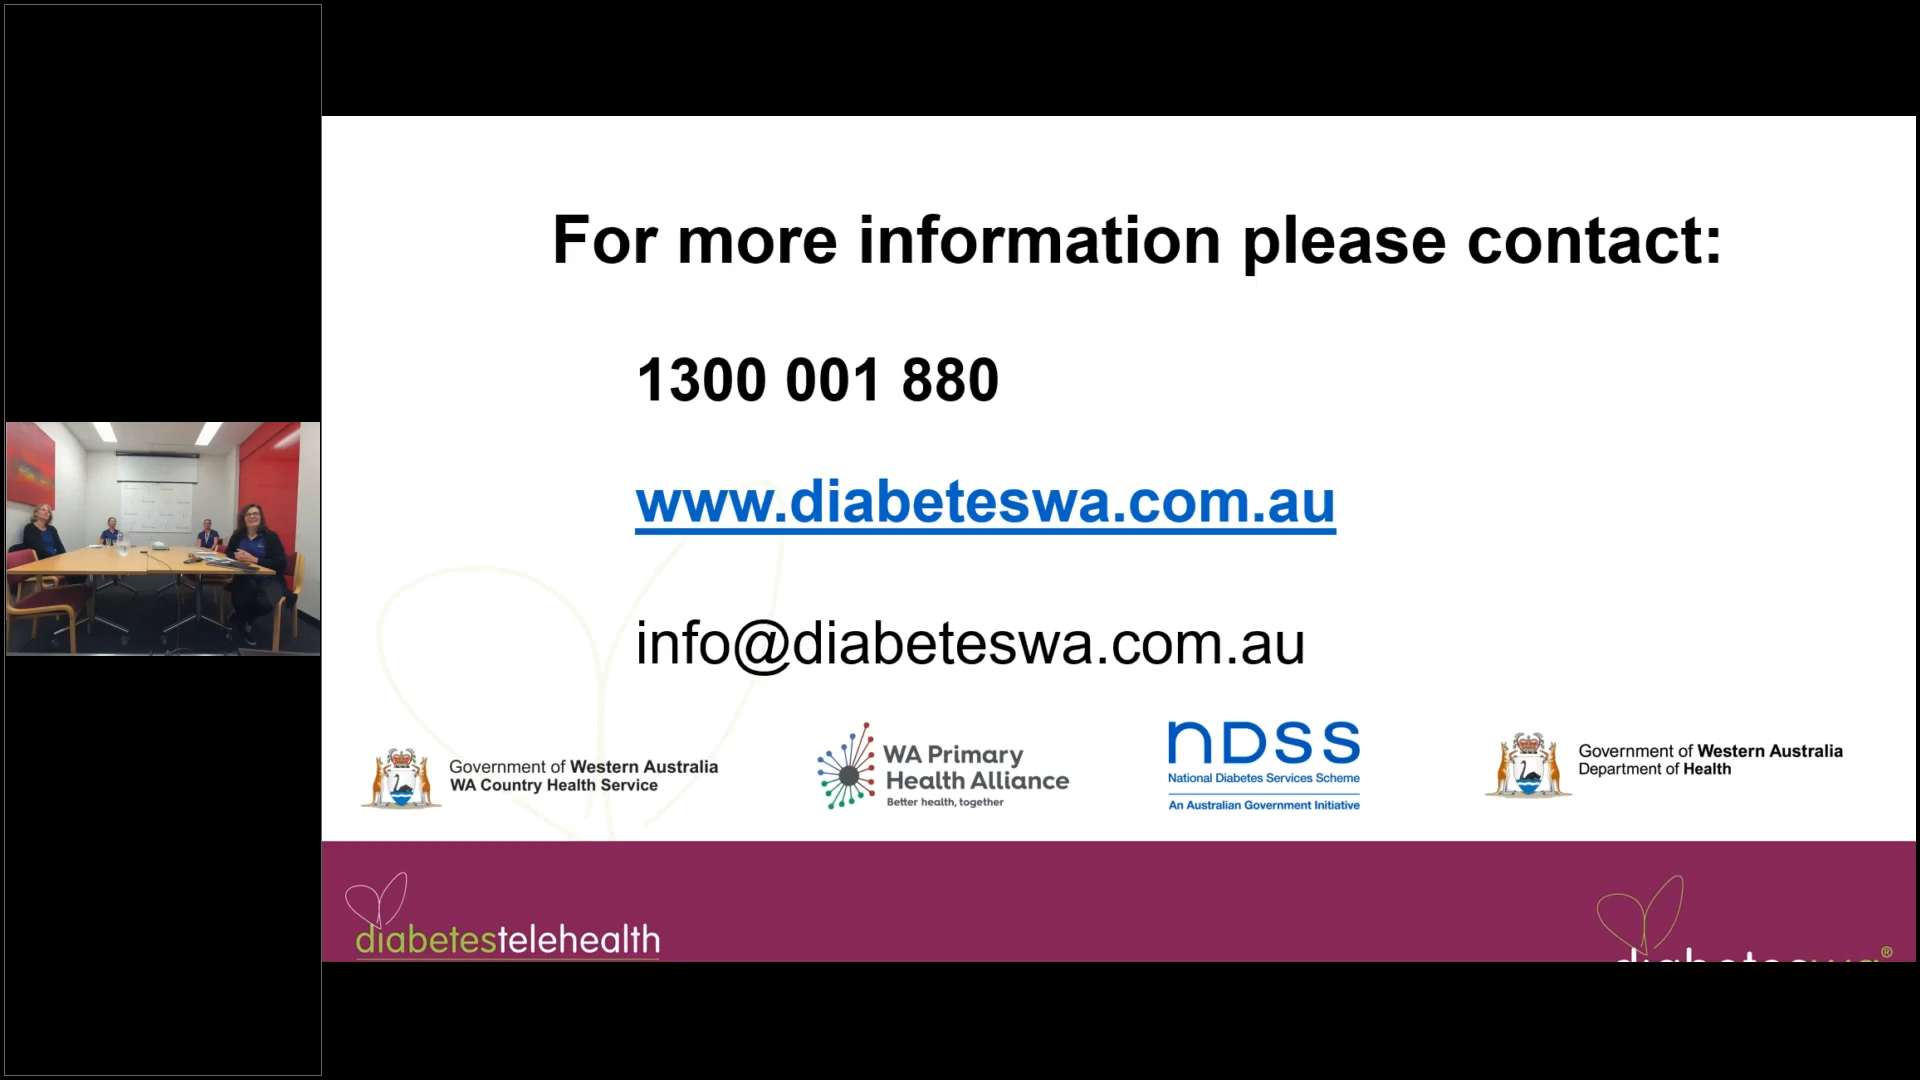 For more information please contact:
1300 001 880
www.diabeteswa.com.au
info@diabeteswa.com.au
Government of Western Australia
WA Country Health Service
WA Primary
Health Alliance
Better health, together
NDSS
National Diabetes Services Scheme
An Australian Government Initiative
Government of Western Australia
Department of Health
diabetestelehealth
diabeteswa®